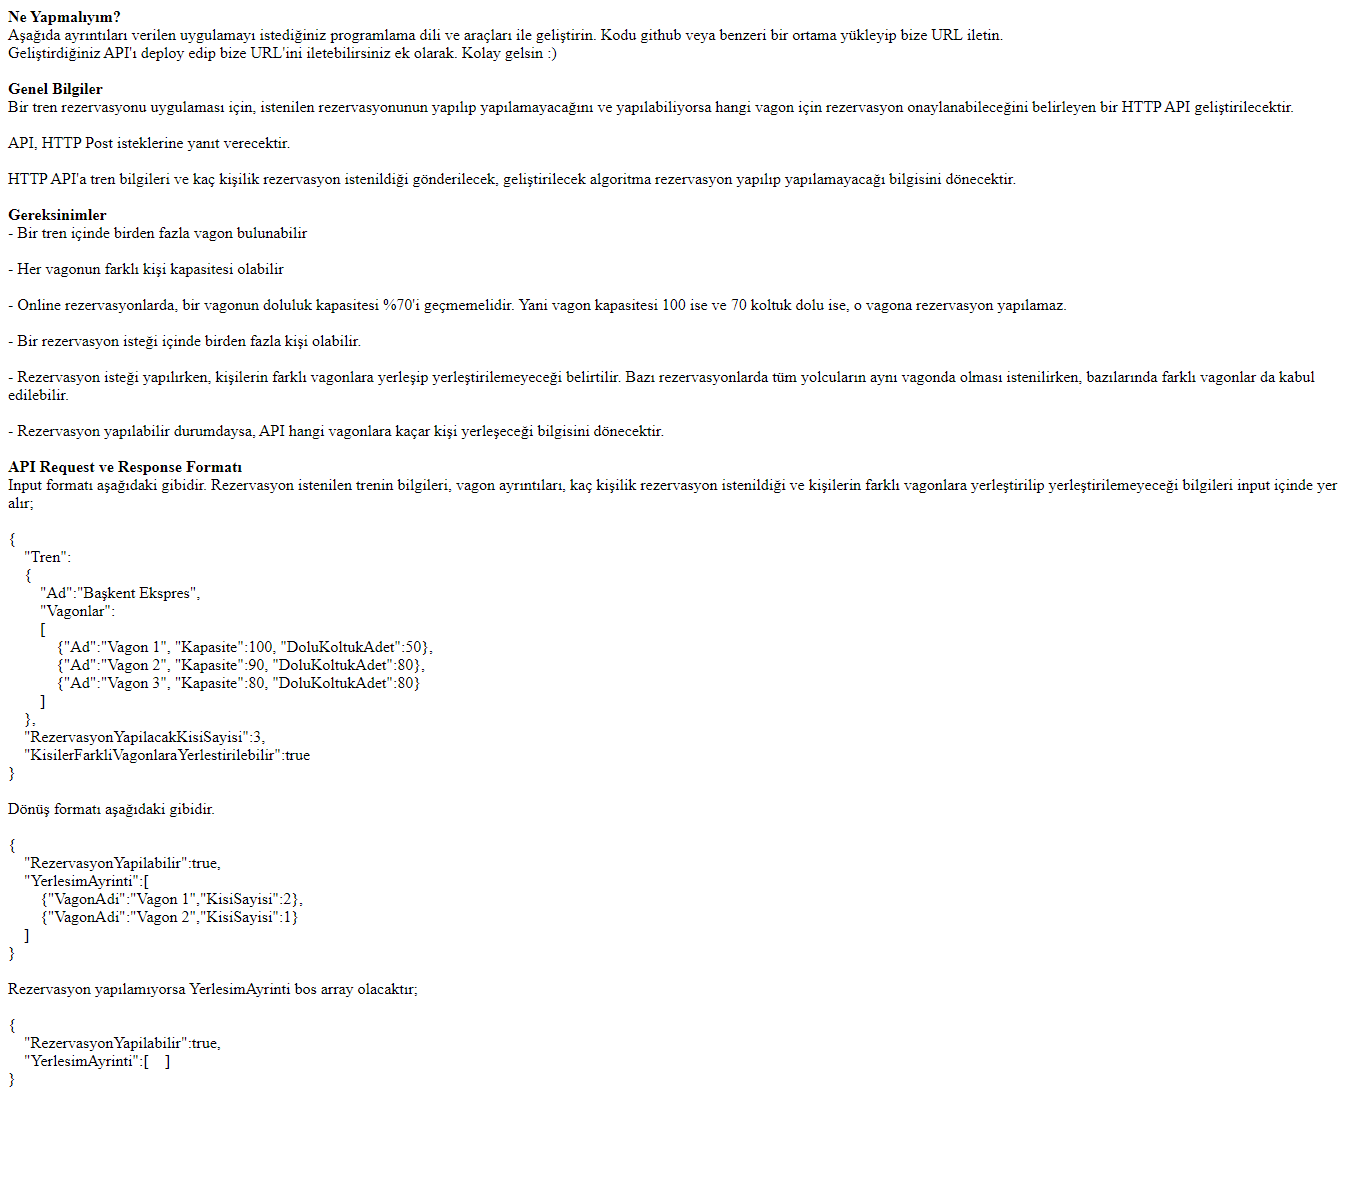 Ne Yapmalıyım?
Aşağıda ayrıntıları verilen uygulamayı istediğiniz programlama dili ve araçları ile geliştirin. Kodu github veya benzeri bir ortama yükleyip bize URL iletin.
Geliştirdiğiniz API'ı deploy edip bize URL'ini iletebilirsiniz ek olarak. Kolay gelsin :)
Genel Bilgiler
Bir tren rezervasyonu uygulaması için, istenilen rezervasyonunun yapılıp yapılamayacağını ve yapılabiliyorsa hangi vagon için rezervasyon onaylanabileceğini belirleyen bir HTTP API geliştirilecektir.
API, HTTP Post isteklerine yanıt verecektir.
HTTP API'a tren bilgileri ve kaç kişilik rezervasyon istenildiği gönderilecek, geliştirilecek algoritma rezervasyon yapılıp yapılamayacağı bilgisini dönecektir.
Gereksinimler
- Bir tren içinde birden fazla vagon bulunabilir
- Her vagonun farklı kişi kapasitesi olabilir
- Online rezervasyonlarda, bir vagonun doluluk kapasitesi %70'i geçmemelidir. Yani vagon kapasitesi 100 ise ve 70 koltuk dolu ise, o vagona rezervasyon yapılamaz.
- Bir rezervasyon isteği içinde birden fazla kişi olabilir.
- Rezervasyon isteği yapılırken, kişilerin farklı vagonlara yerleşip yerleştirilemeyeceği belirtilir. Bazı rezervasyonlarda tüm yolcuların aynı vagonda olması istenilirken, bazılarında farklı vagonlar da kabul
edilebilir.
- Rezervasyon yapılabilir durumdaysa, API hangi vagonlara kaçar kişi yerleşeceği bilgisini dönecektir.
API Request ve Response Formatı
Input formatı aşağıdaki gibidir. Rezervasyon istenilen trenin bilgileri, vagon ayrıntıları, kaç kişilik rezervasyon istenildiği ve kişilerin farklı vagonlara yerleştirilip yerleştirilemeyeceği bilgileri input içinde yer
alır;
{
"Tren":
{
"Ad":"Başkent Ekspres",
"Vagonlar":
[
{"Ad":"Vagon 1", "Kapasite":100, "DoluKoltukAdet":50},
{"Ad":"Vagon 2", "Kapasite":90, "DoluKoltukAdet":80},
{"Ad":"Vagon 3", "Kapasite":80, "DoluKoltukAdet":80}
]
},
"RezervasyonYapilacakKisiSayisi":3,
"KisilerFarkliVagonlaraYerlestirilebilir":true
}
Dönüş formatı aşağıdaki gibidir.
{
"RezervasyonYapilabilir":true,
"YerlesimAyrinti":[
{"VagonAdi":"Vagon 1","KisiSayisi":2},
{"VagonAdi":"Vagon 2","KisiSayisi":1}
]
}
Rezervasyon yapılamıyorsa YerlesimAyrinti bos array olacaktır;
{
"RezervasyonYapilabilir":true,
"YerlesimAyrinti":[ ]
}